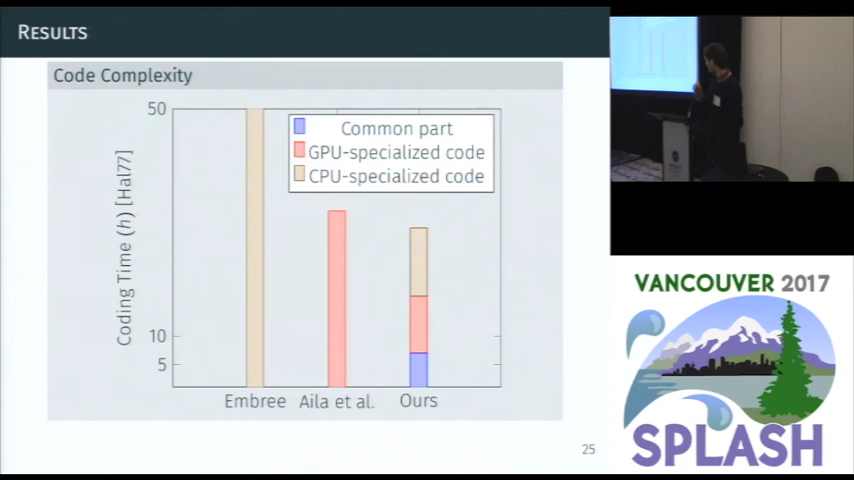 RESULTS
Code Complexity
50
10
5
Coding Time (h) [Hal77]
Common part
GPU-specialized code
CPU-specialized code
Embree
Aila et al.
Ours
25
VANCOUVER 2017
SPLASH